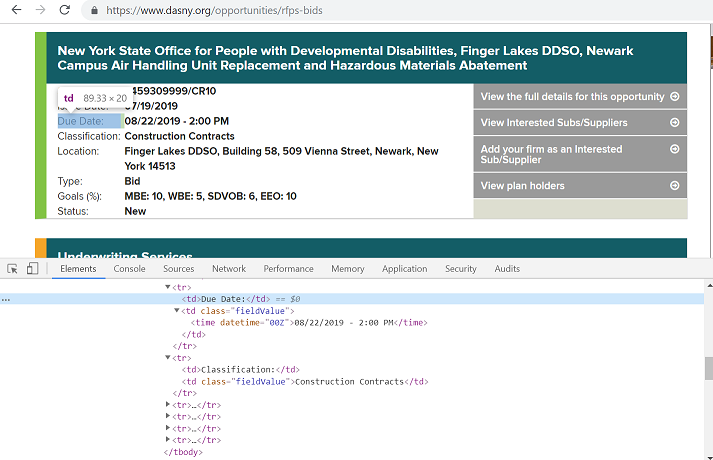 https://www.dasny.org/opportunities/rfps-bids
New York State Office for People with Developmental Disabilities, Finger Lakes DDSO, Newark
Campus Air Handling Unit Replacement and Hazardous Materials Abatement
td 89.33 × 20
459309999/CR10
07/19/2019
Due Date: 08/22/2019 - 2:00 PM
Classification: Construction Contracts
Location: Finger Lakes DDSO, Building 58, 509 Vienna Street, Newark, New
York 14513
Type: Bid
Goals (%): MBE: 10, WBE: 5, SDVOB: 6, EEO: 10
Status: New
View the full details for this opportunity
View Interested Subs/Suppliers
Add your firm as an Interested
Sub/Supplier
View plan holders
Underwriting Services
Elements Console Sources Network Performance Memory Application Security Audits
▼<tr>
... <td>Due Date:</td> == $0
▼<td class="fieldValue">
<time datetime="00Z">08/22/2019 - 2:00 PM</time>
</td>
</tr>
▼<tr>
<td>Classification:</td>
<td class="fieldValue">Construction Contracts</td>
</tr>
▶<tr>…</tr>
▶<tr>…</tr>
▶<tr>…</tr>
▶<tr>…</tr>
</tbody>